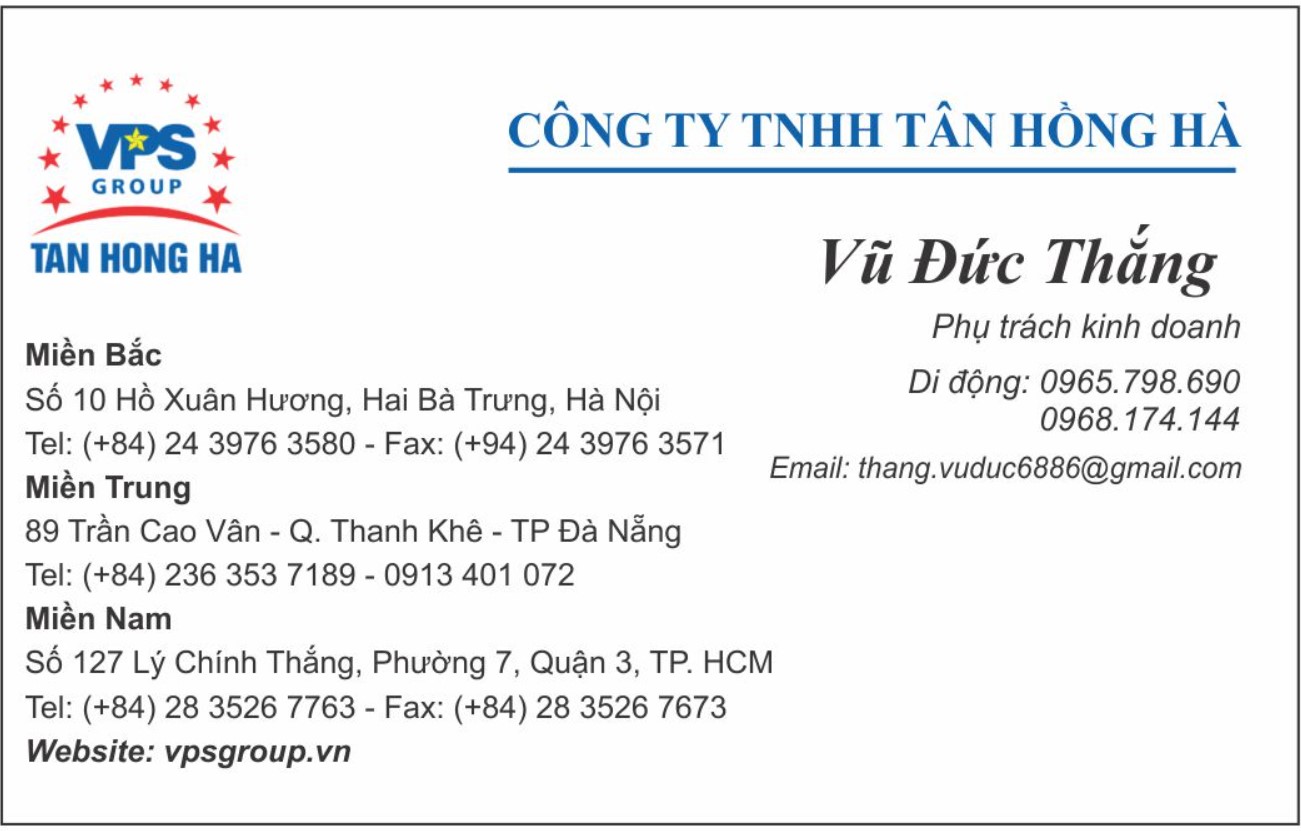 VPS
GROUP
TAN HONG HA
CÔNG TY TNHH TÂN HỒNG HÀ
Vũ Đức Thắng
Phụ trách kinh doanh
Di động: 0965.798.690
0968.174.144
Email: thang.vuduc6886@gmail.com
Miền Bắc
Số 10 Hồ Xuân Hương, Hai Bà Trưng, Hà Nội
Tel: (+84) 24 3976 3580 - Fax: (+94) 24 3976 3571
Miền Trung
89 Trần Cao Vân - Q. Thanh Khê - TP Đà Nẵng
Tel: (+84) 236 353 7189 - 0913 401 072
Miền Nam
Số 127 Lý Chính Thắng, Phường 7, Quận 3, TP. HCM
Tel: (+84) 28 3526 7763 - Fax: (+84) 28 3526 7673
Website: vpsgroup.vn